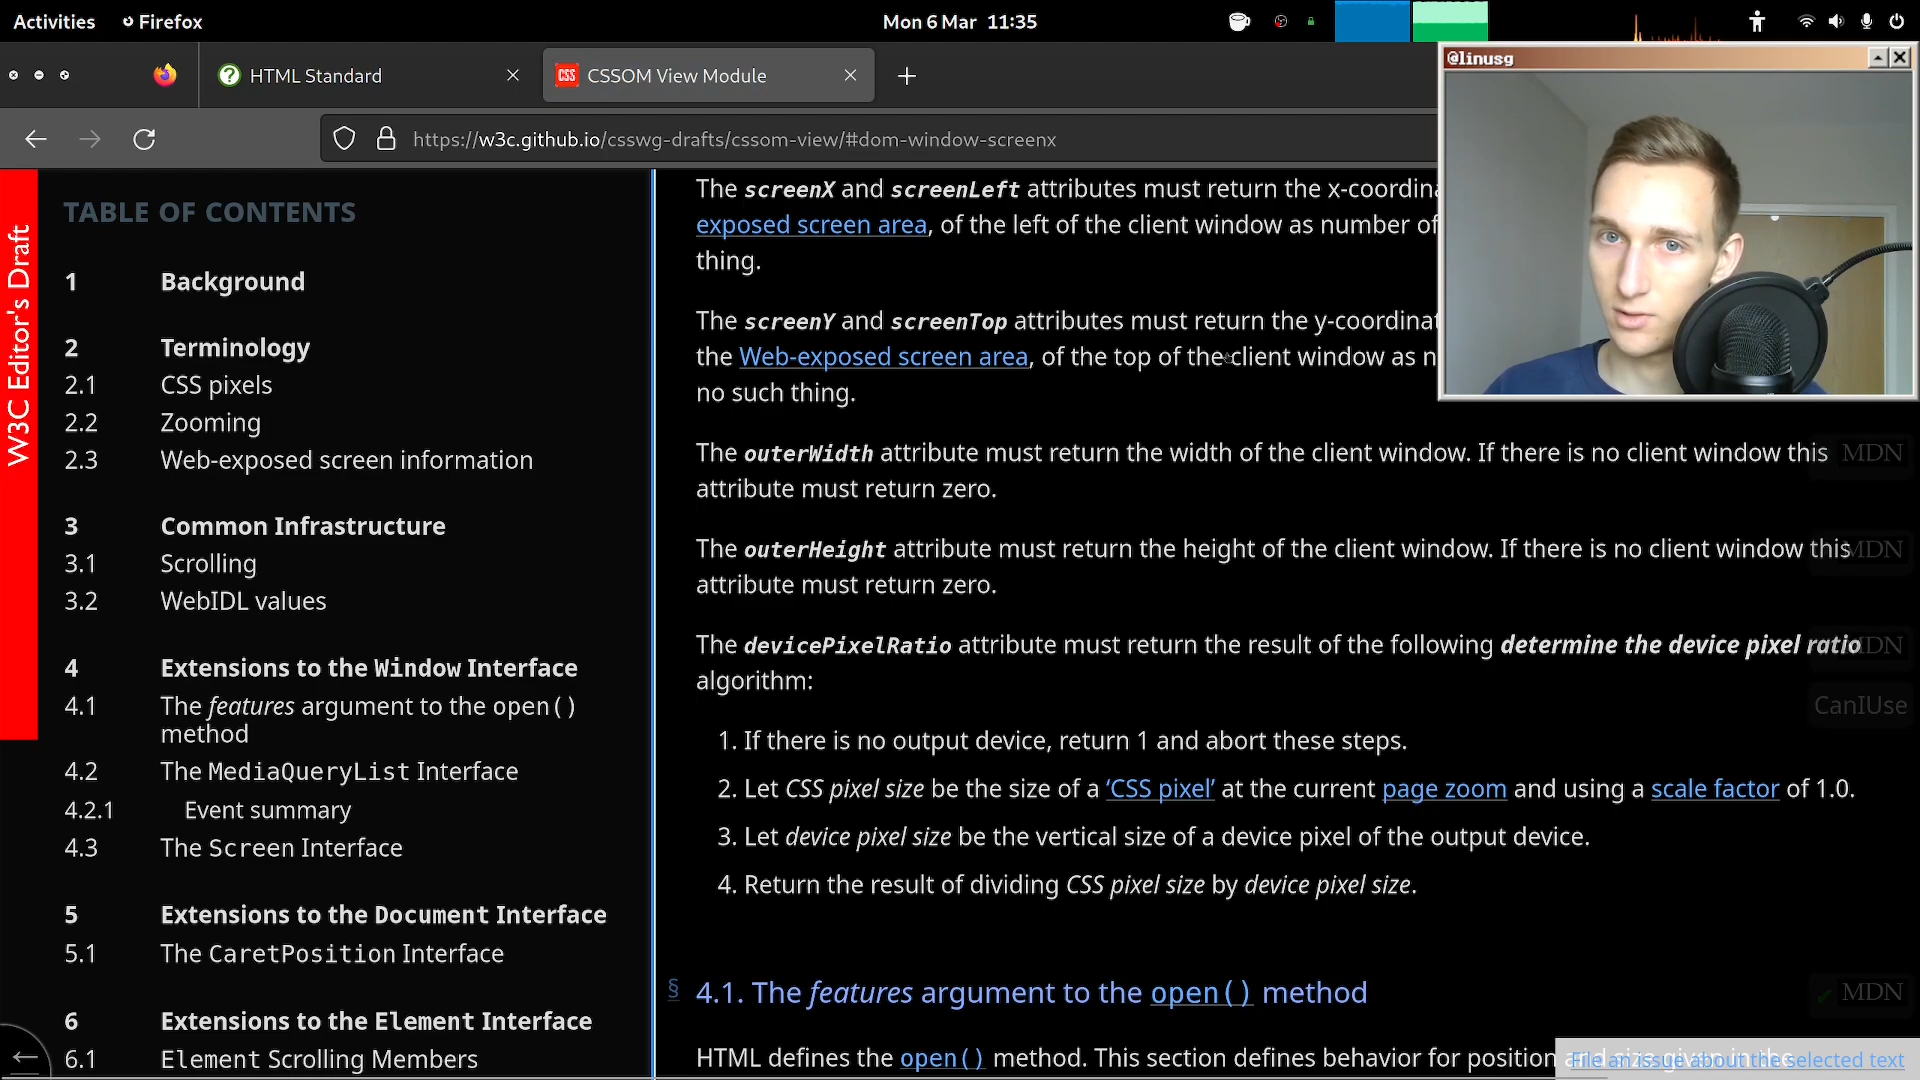 Activities Firefox Mon 6 Mar 11:35
@linusg
HTML Standard
CSS CSSOM View Module
https://w3c.github.io/csswg-drafts/cssom-view/#dom-window-screenx
W3C Editor's Draft
TABLE OF CONTENTS
1 Background
2 Terminology
2.1 CSS pixels
2.2 Zooming
2.3 Web-exposed screen information
3 Common Infrastructure
3.1 Scrolling
3.2 WebIDL values
4 Extensions to the Window Interface
4.1 The features argument to the open()
method
4.2 The MediaQueryList Interface
4.2.1 Event summary
4.3 The Screen Interface
5 Extensions to the Document Interface
5.1 The CaretPosition Interface
6 Extensions to the Element Interface
6.1 Element Scrolling Members
The screenX and screenLeft attributes must return the x-coordina
exposed screen area, of the left of the client window as number of
thing.
The screenY and screenTop attributes must return the y-coordinat
the Web-exposed screen area, of the top of the client window as n
no such thing.
The outerWidth attribute must return the width of the client window. If there is no client window this MDN
attribute must return zero.
The outerHeight attribute must return the height of the client window. If there is no client window this MDN
attribute must return zero.
The devicePixelRatio attribute must return the result of the following determine the device pixel ratio MDN
algorithm:
CanIUse
1. If there is no output device, return 1 and abort these steps.
2. Let CSS pixel size be the size of a ‘CSS pixel’ at the current page zoom and using a scale factor of 1.0.
3. Let device pixel size be the vertical size of a device pixel of the output device.
4. Return the result of dividing CSS pixel size by device pixel size.
§ 4.1. The features argument to the open() method MDN
HTML defines the open() method. This section defines behavior for position and size given in the
File an issue about the selected text